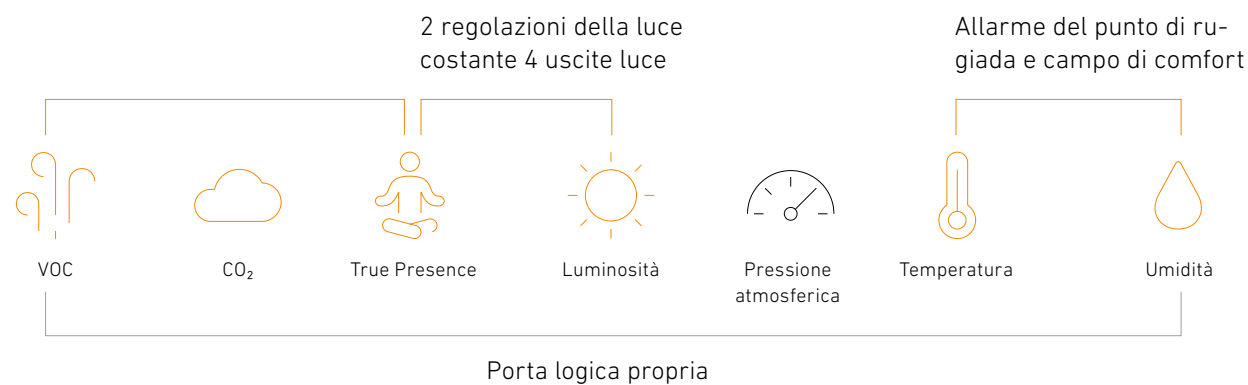 2 regolazioni della luce
costante 4 uscite luce
Allarme del punto di ru-
giada e campo di comfort
VOC
CO₂
True Presence
Luminosità
Pressione
atmosferica
Temperatura
Umidità
Porta logica propria